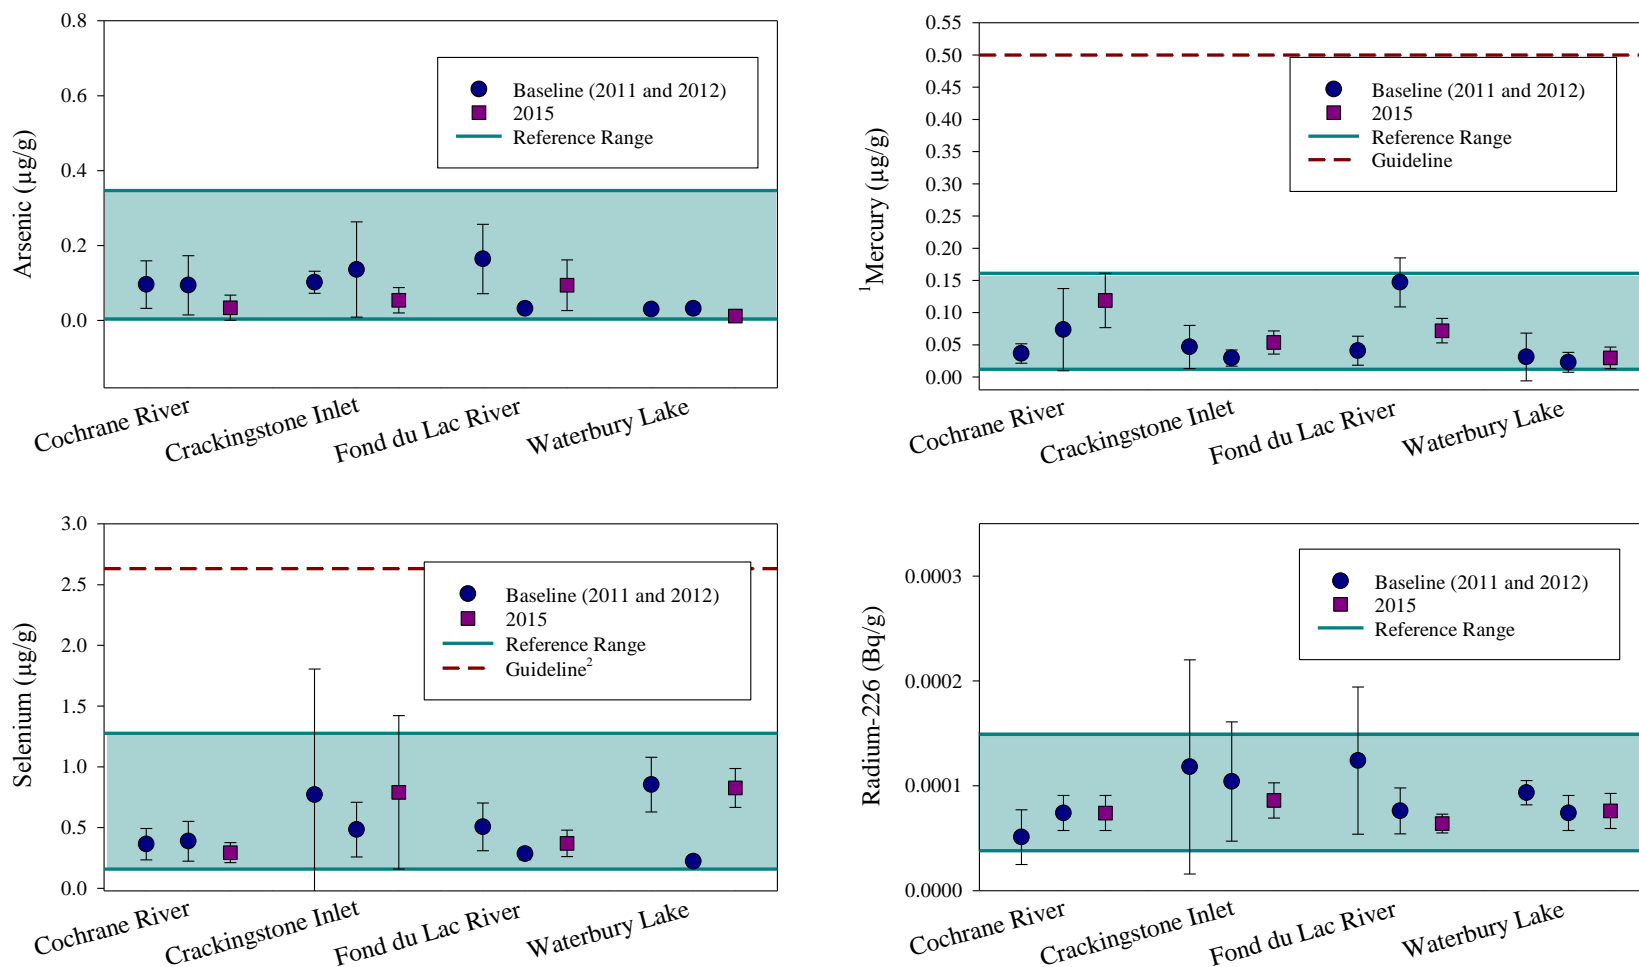 0.8
0.6
0.4
0.2
0.0
Arsenic (µg/g)
Baseline (2011 and 2012)
2015
Reference Range
Cochrane River
Crackingstone Inlet
Fond du Lac River
Waterbury Lake
0.55
0.50
0.45
0.40
0.35
0.30
0.25
0.20
0.15
0.10
0.05
0.00
¹Mercury (µg/g)
Baseline (2011 and 2012)
2015
Reference Range
Guideline
Cochrane River
Crackingstone Inlet
Fond du Lac River
Waterbury Lake
3.0
2.5
2.0
1.5
1.0
0.5
0.0
Selenium (µg/g)
Baseline (2011 and 2012)
2015
Reference Range
Guideline²
Cochrane River
Crackingstone Inlet
Fond du Lac River
Waterbury Lake
0.0003
0.0002
0.0001
0.0000
Radium-226 (Bq/g)
Baseline (2011 and 2012)
2015
Reference Range
Cochrane River
Crackingstone Inlet
Fond du Lac River
Waterbury Lake